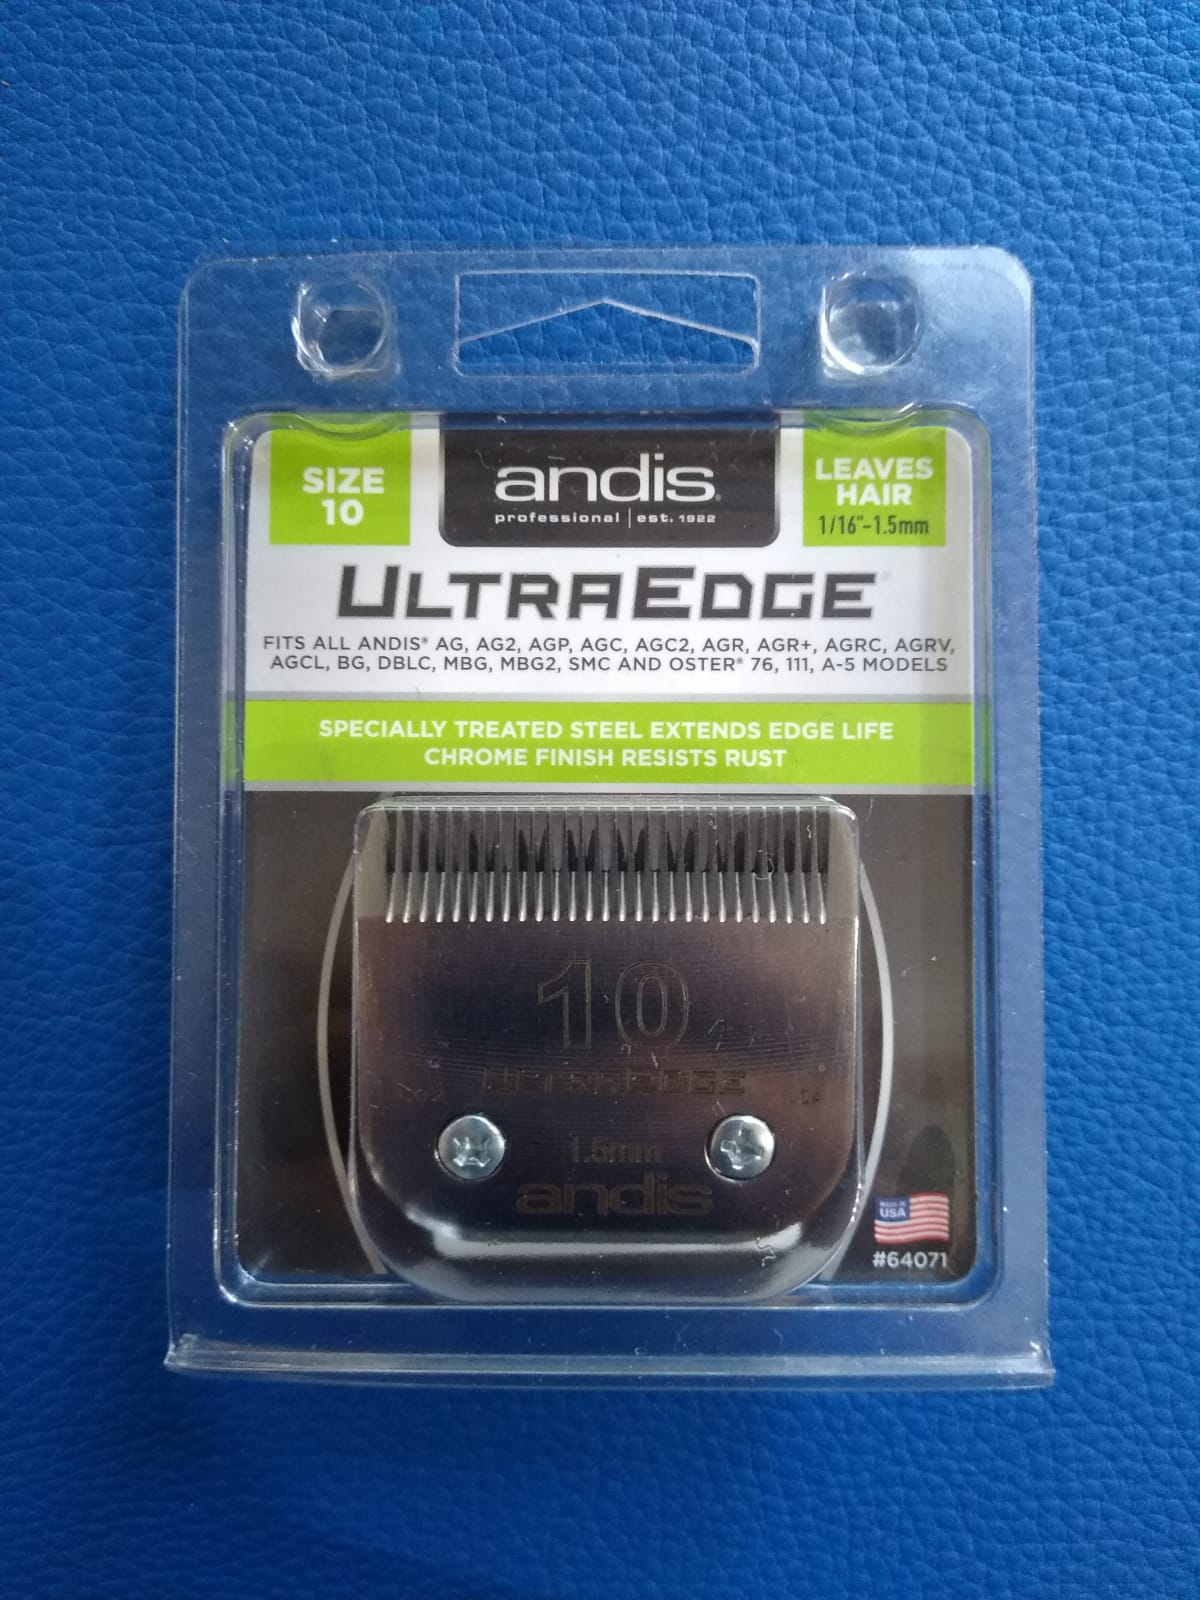 SIZE
10
andis®
professional | est. 1922
LEAVES
HAIR
1/16"-1.5mm
ULTRAEDGE®
FITS ALL ANDIS® AG, AG2, AGP, AGC, AGC2, AGR, AGR+, AGRC, AGRV,
AGCL, BG, DBLC, MBG, MBG2, SMC AND OSTER® 76, 111, A-5 MODELS
SPECIALLY TREATED STEEL EXTENDS EDGE LIFE
CHROME FINISH RESISTS RUST
10
ULTRAEDGE
USA
1.5mm
andis
MADE IN
USA
#64071